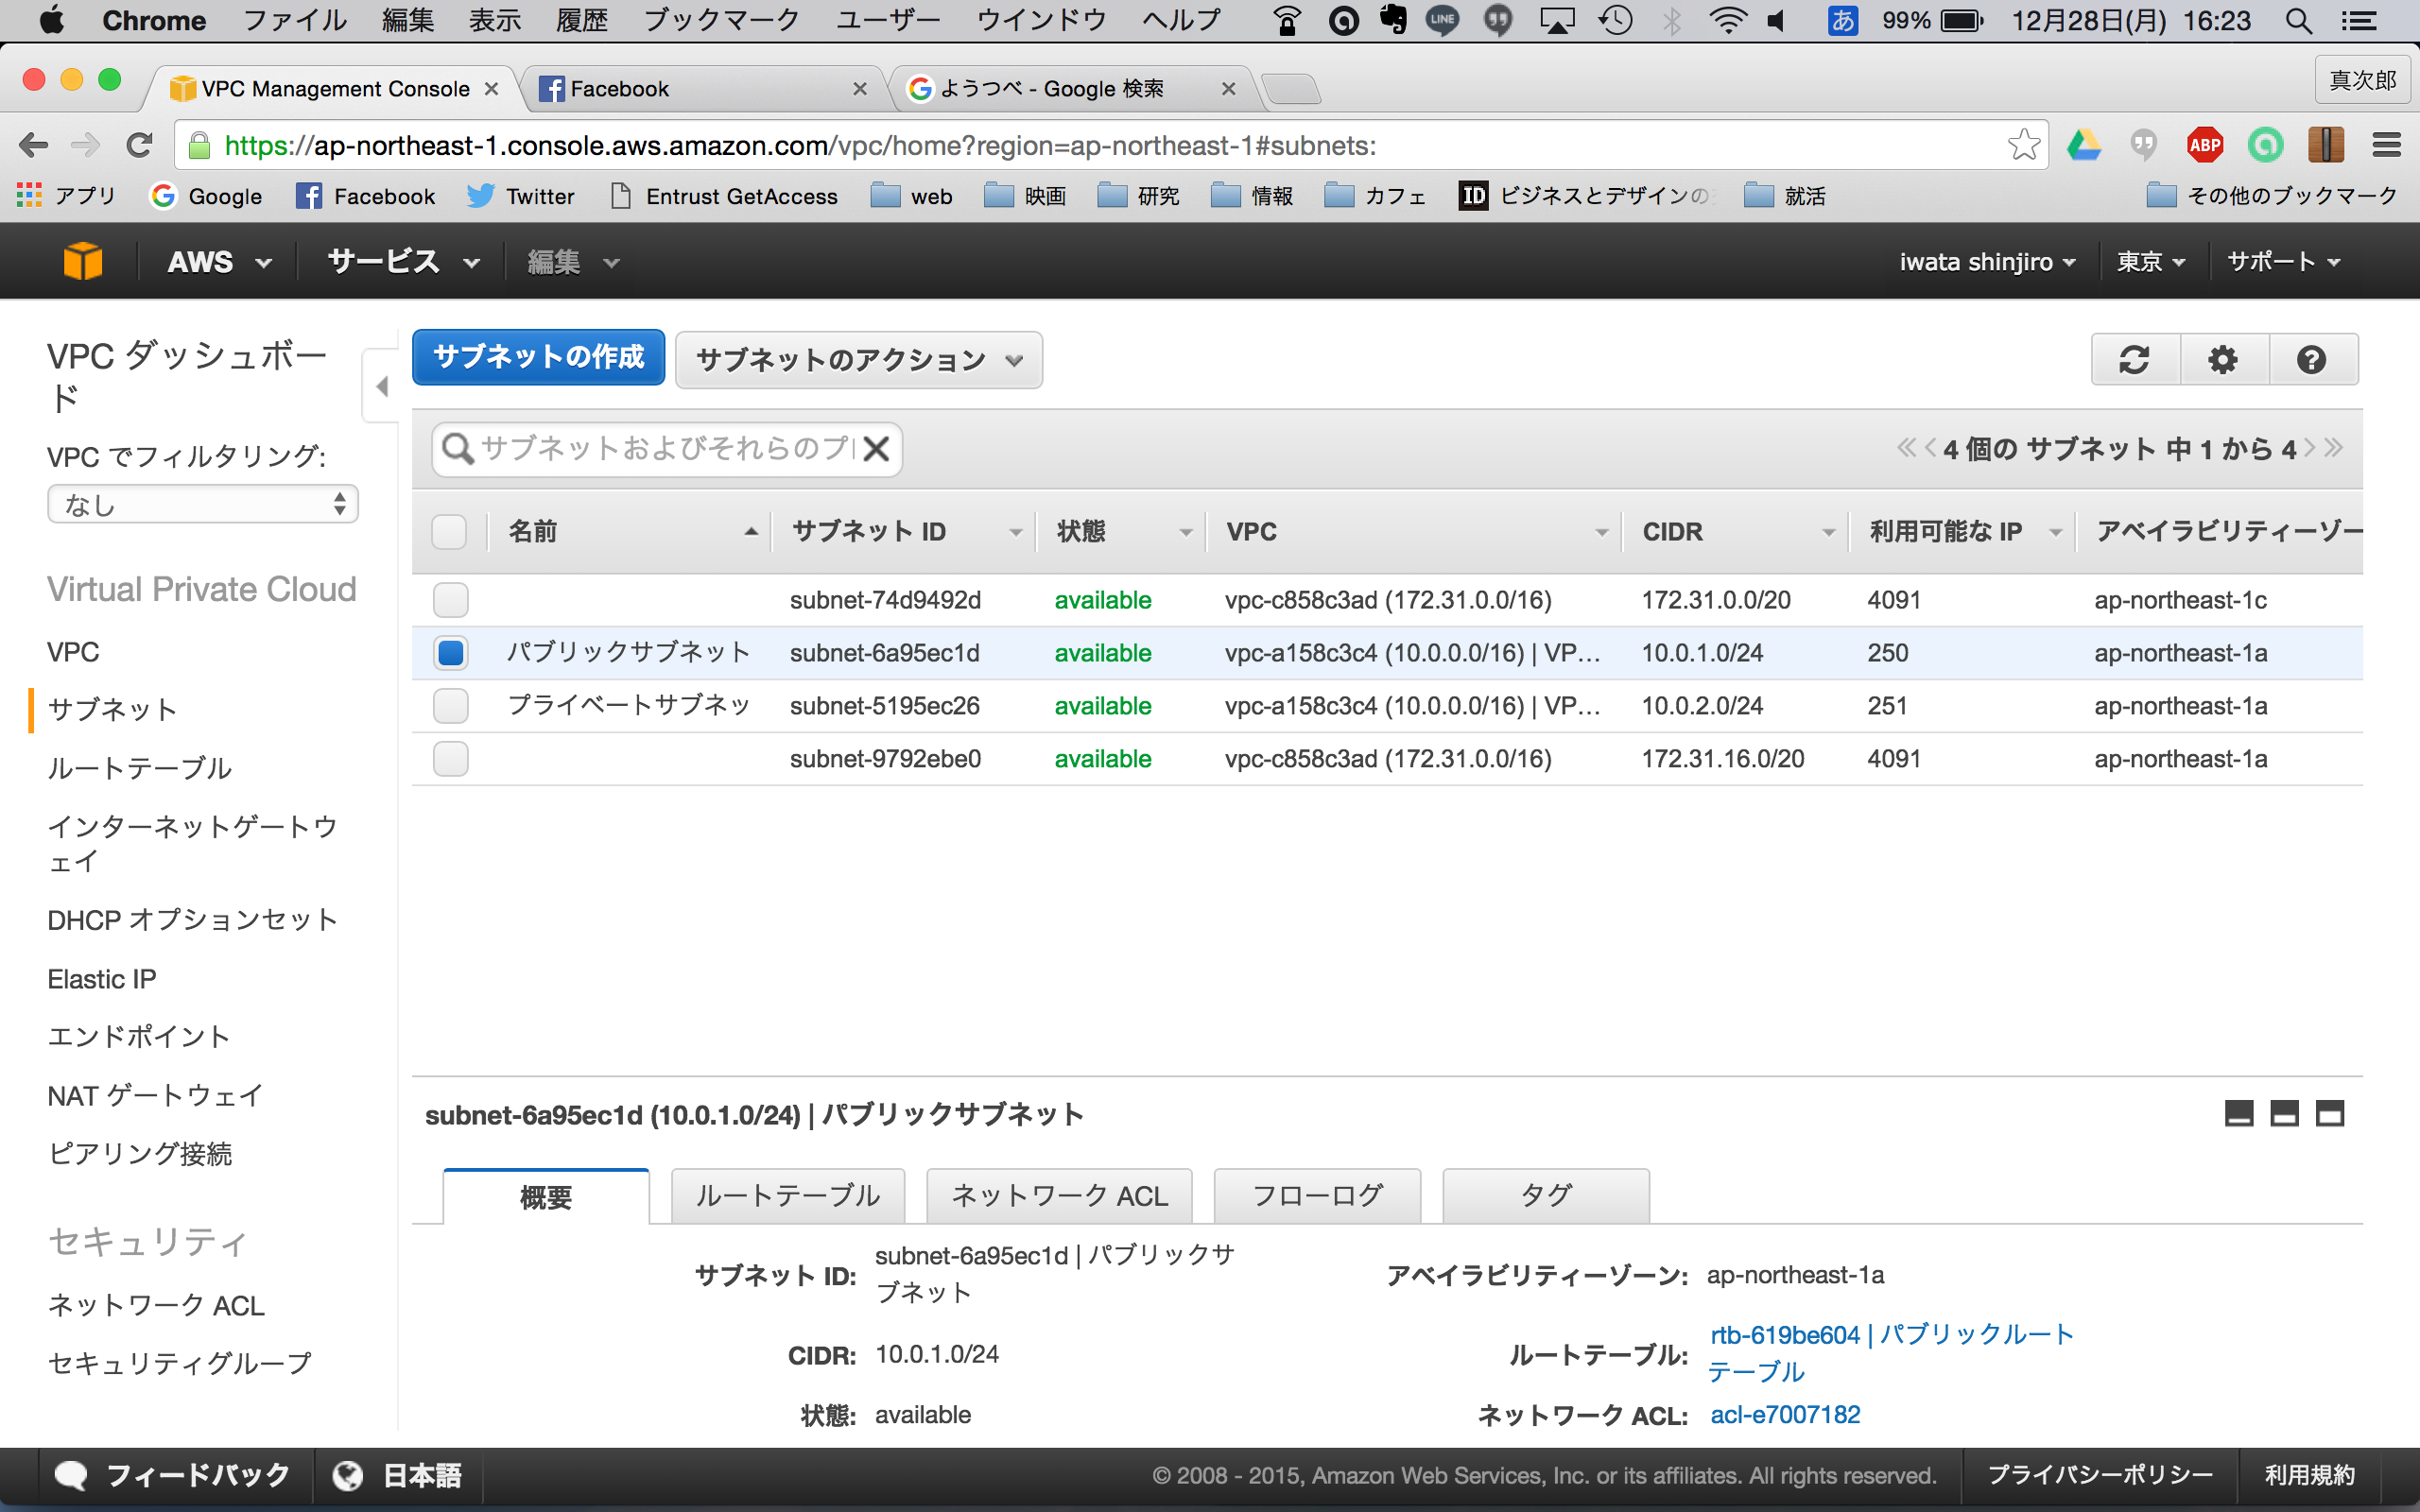 Chrome ファイル 編集 表示 履歴 ブックマーク ユーザー ウインドウ ヘルプ LINE あ 99% 12月28日(月) 16:23
VPC Management Console Facebook ようつべ - Google 検索 真次郎
https://ap-northeast-1.console.aws.amazon.com/vpc/home?region=ap-northeast-1#subnets: ABP
アプリ Google Facebook Twitter Entrust GetAccess web 映画 研究 情報 カフェ ID ビジネスとデザインの 就活 その他のブックマーク
AWS サービス 編集 iwata shinjiro 東京 サポート
VPC ダッシュボー
ド
VPC でフィルタリング:
なし
Virtual Private Cloud
VPC
サブネット
ルートテーブル
インターネットゲートウ
ェイ
DHCP オプションセット
Elastic IP
エンドポイント
NAT ゲートウェイ
ピアリング接続
セキュリティ
ネットワーク ACL
セキュリティグループ
サブネットの作成 サブネットのアクション
サブネットおよびそれらのプ 4 個の サブネット 中 1 から 4
名前 サブネット ID 状態 VPC CIDR 利用可能な IP アベイラビリティーゾー
subnet-74d9492d available vpc-c858c3ad (172.31.0.0/16) 172.31.0.0/20 4091 ap-northeast-1c
パブリックサブネット subnet-6a95ec1d available vpc-a158c3c4 (10.0.0.0/16) | VP… 10.0.1.0/24 250 ap-northeast-1a
プライベートサブネッ subnet-5195ec26 available vpc-a158c3c4 (10.0.0.0/16) | VP… 10.0.2.0/24 251 ap-northeast-1a
subnet-9792ebe0 available vpc-c858c3ad (172.31.0.0/16) 172.31.16.0/20 4091 ap-northeast-1a
subnet-6a95ec1d (10.0.1.0/24) | パブリックサブネット
概要 ルートテーブル ネットワーク ACL フローログ タグ
サブネット ID: subnet-6a95ec1d | パブリックサ
ブネット
アベイラビリティーゾーン: ap-northeast-1a
CIDR: 10.0.1.0/24
ルートテーブル: rtb-619be604 | パブリックルート
テーブル
状態: available
ネットワーク ACL: acl-e7007182
フィードバック 日本語 © 2008 - 2015, Amazon Web Services, Inc. or its affiliates. All rights reserved. プライバシーポリシー 利用規約